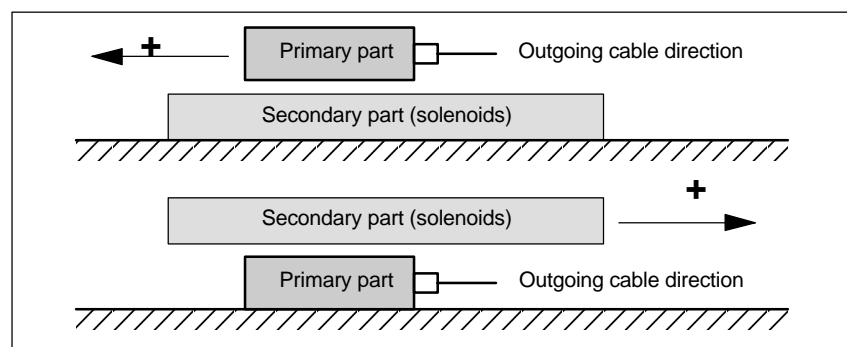 +
Primary part
Outgoing cable direction
Secondary part (solenoids)
+
Secondary part (solenoids)
Primary part
Outgoing cable direction